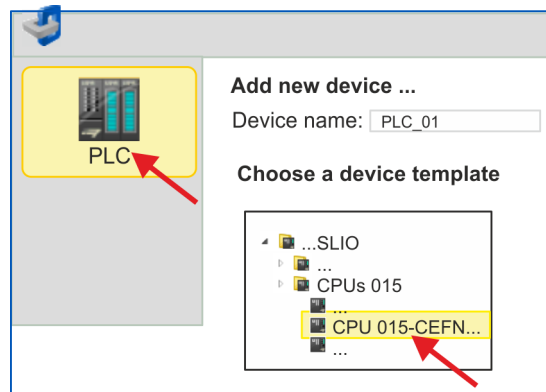 PLC
Add new device ...
Device name: PLC_01
Choose a device template
...SLIO
...
CPUs 015
...
CPU 015-CEFN...
...